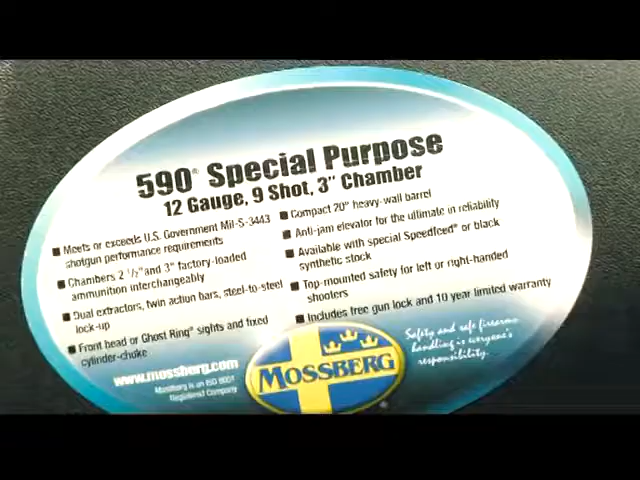 590® Special Purpose
12 Gauge, 9 Shot, 3" Chamber
■ Meets or exceeds U.S. Government Mil-S-3443
shotgun performance requirements
■ Chambers 2 1/2" and 3" factory-loaded
ammunition interchangeably
■ Dual extractors, twin action bars, steel-to-steel
lock-up
■ Front bead or Ghost Ring® sights and fixed
cylinder-choke
■ Compact 20" heavy-wall barrel
■ Anti-jam elevator for the ultimate in reliability
■ Available with special Speedfeed® or black
synthetic stock
■ Top-mounted safety for left or right-handed
shooters
■ Includes free gun lock and 10 year limited warranty
www.mossberg.com
Mossberg is an ISO 9001
Registered Company
MOSSBERG®
Safety and safe firearms
handling is everyone's
responsibility.